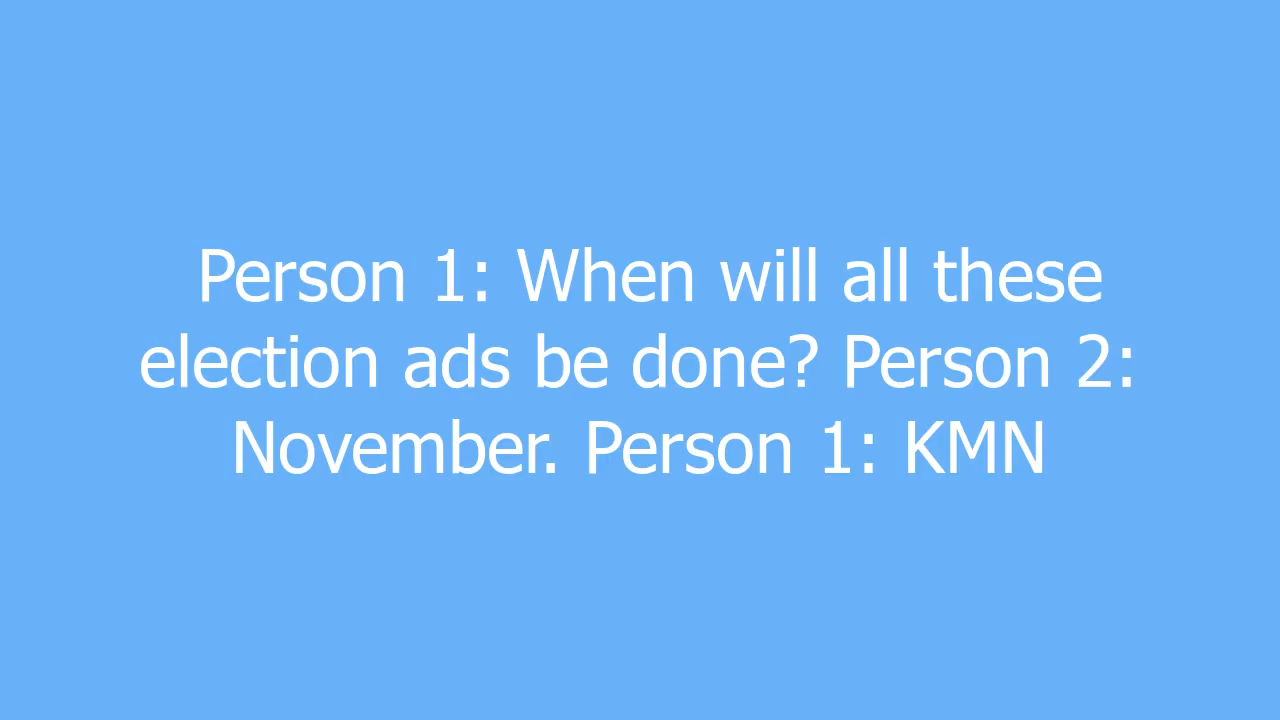 Person 1: When will all these
election ads be done? Person 2:
November. Person 1: KMN